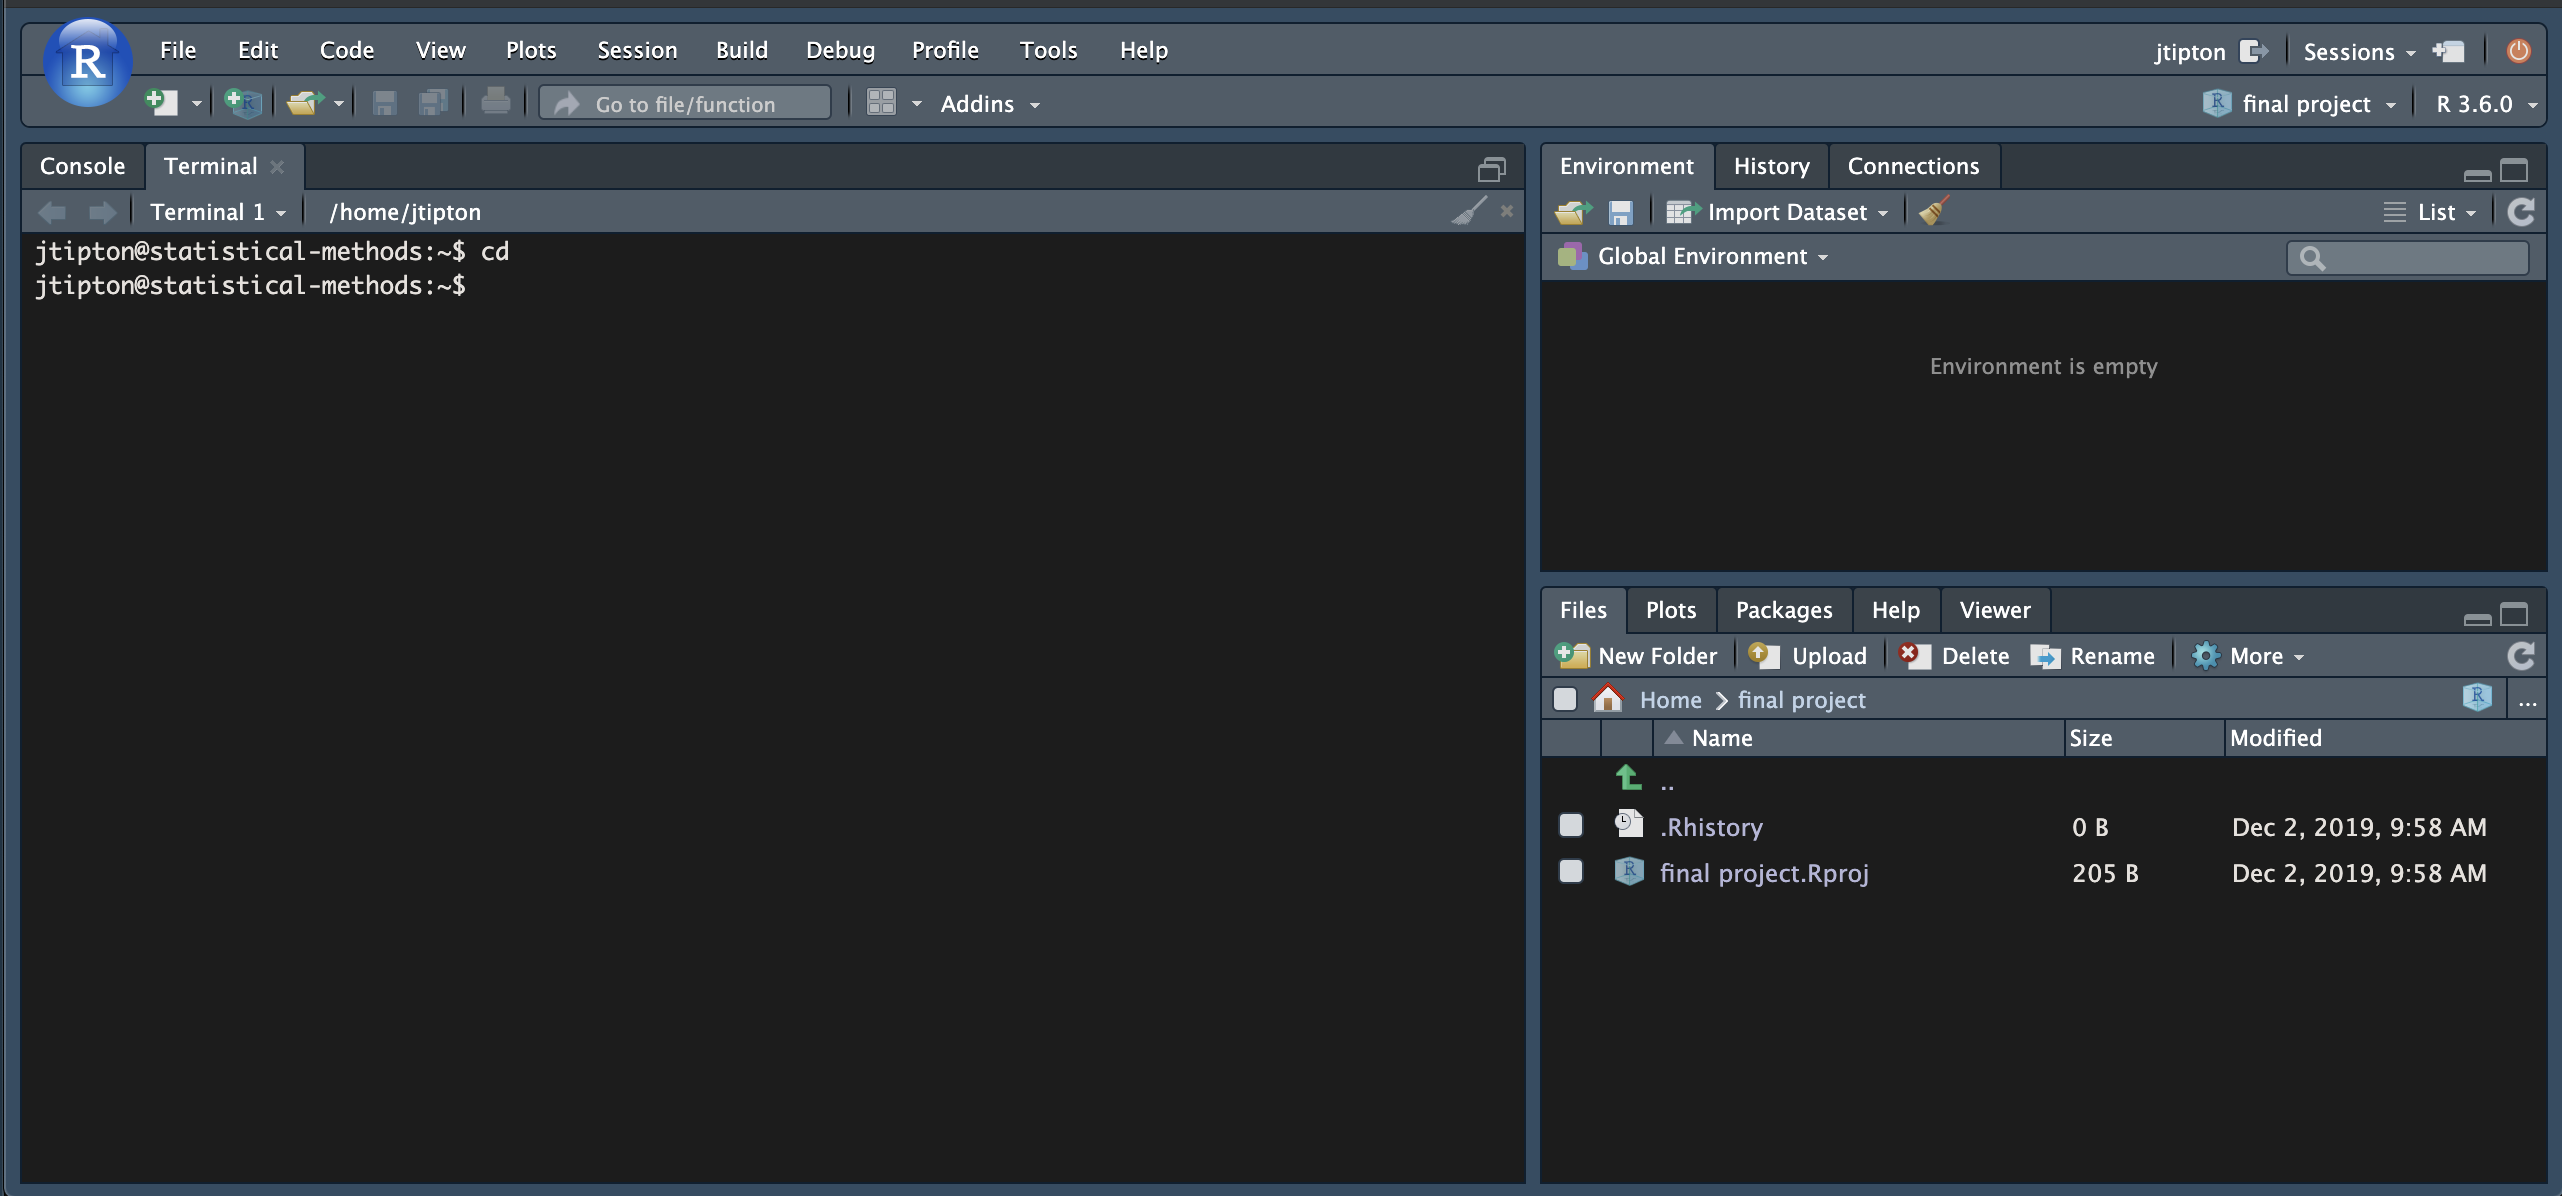 R File Edit Code View Plots Session Build Debug Profile Tools Help jtipton Sessions
Go to file/function Addins final project R 3.6.0
Console Terminal
Terminal 1 /home/jtipton
jtipton@statistical-methods:~$ cd
jtipton@statistical-methods:~$
Environment History Connections
Import Dataset List
Global Environment
Environment is empty
Files Plots Packages Help Viewer
New Folder Upload Delete Rename More
Home final project ...
Name Size Modified
..
.Rhistory 0 B Dec 2, 2019, 9:58 AM
final project.Rproj 205 B Dec 2, 2019, 9:58 AM